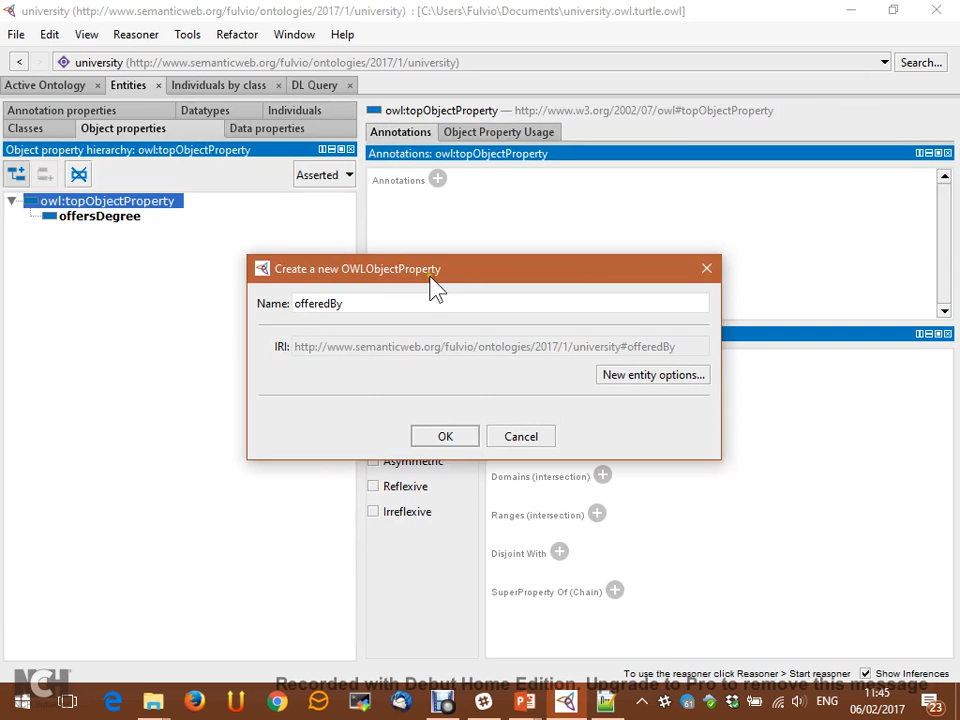 university (http://www.semanticweb.org/fulvio/ontologies/2017/1/university) : [C:\Users\Fulvio\Documents\university.owl.turtle.owl]
File Edit View Reasoner Tools Refactor Window Help
< university (http://www.semanticweb.org/fulvio/ontologies/2017/1/university) Search...
Active Ontology × Entities × Individuals by class × DL Query ×
Annotation properties Datatypes Individuals
Classes Object properties Data properties
Object property hierarchy: owl:topObjectProperty
Asserted
owl:topObjectProperty
offersDegree
owl:topObjectProperty — http://www.w3.org/2002/07/owl#topObjectProperty
Annotations Object Property Usage
Annotations: owl:topObjectProperty
Annotations
Create a new OWLObjectProperty
Name: offeredBy
IRI: http://www.semanticweb.org/fulvio/ontologies/2017/1/university#offeredBy
New entity options...
OK Cancel
Asymmetric
Reflexive
Irreflexive
Domains (intersection)
Ranges (intersection)
Disjoint With
SuperProperty Of (Chain)
To use the reasoner click Reasoner > Start reasoner Show Inferences
NCH
Recorded with Debut Home Edition. Upgrade to Pro to remove this message
ENG
11:45
06/02/2017
23
61